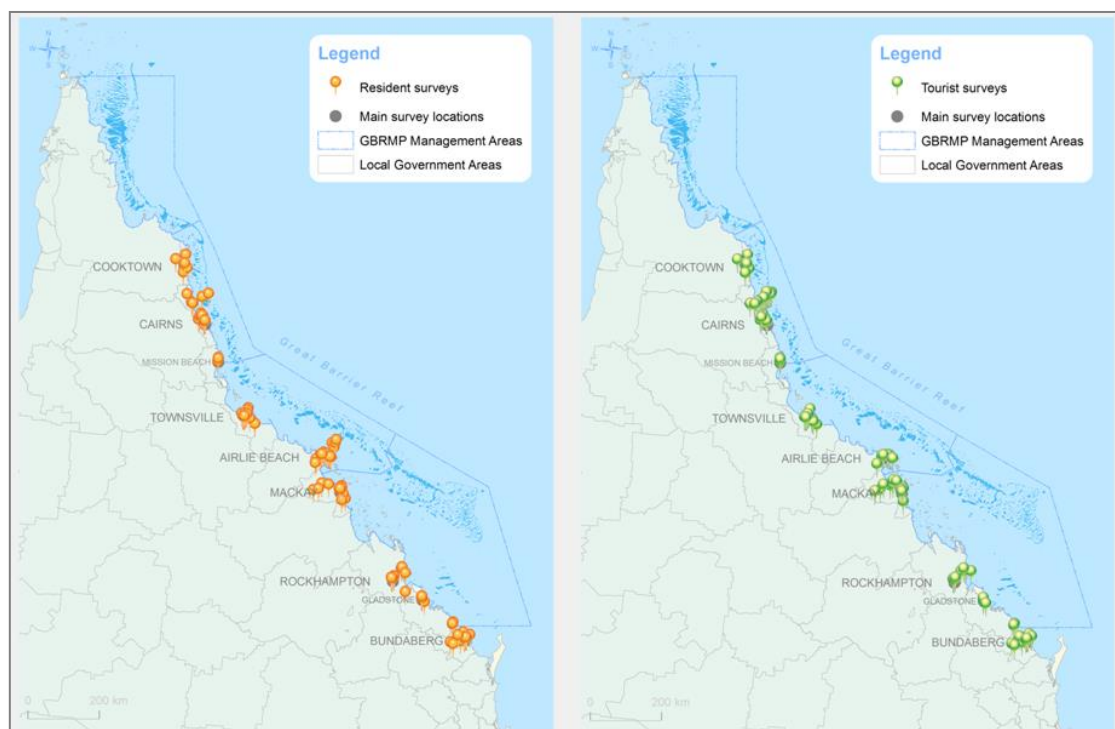 N
W
E
S
Legend
Resident surveys
Main survey locations
GBRMP Management Areas
Local Government Areas
COOKTOWN
CAIRNS
MISSION BEACH
Great Barrier Reef
TOWNSVILLE
AIRLIE BEACH
MACKAY
ROCKHAMPTON
GLADSTONE
BUNDABERG
0 200 km
N
W
E
S
Legend
Tourist surveys
Main survey locations
GBRMP Management Areas
Local Government Areas
COOKTOWN
CAIRNS
MISSION BEACH
Great Barrier Reef
TOWNSVILLE
AIRLIE BEACH
MACKAY
ROCKHAMPTON
GLADSTONE
BUNDABERG
0 200 km